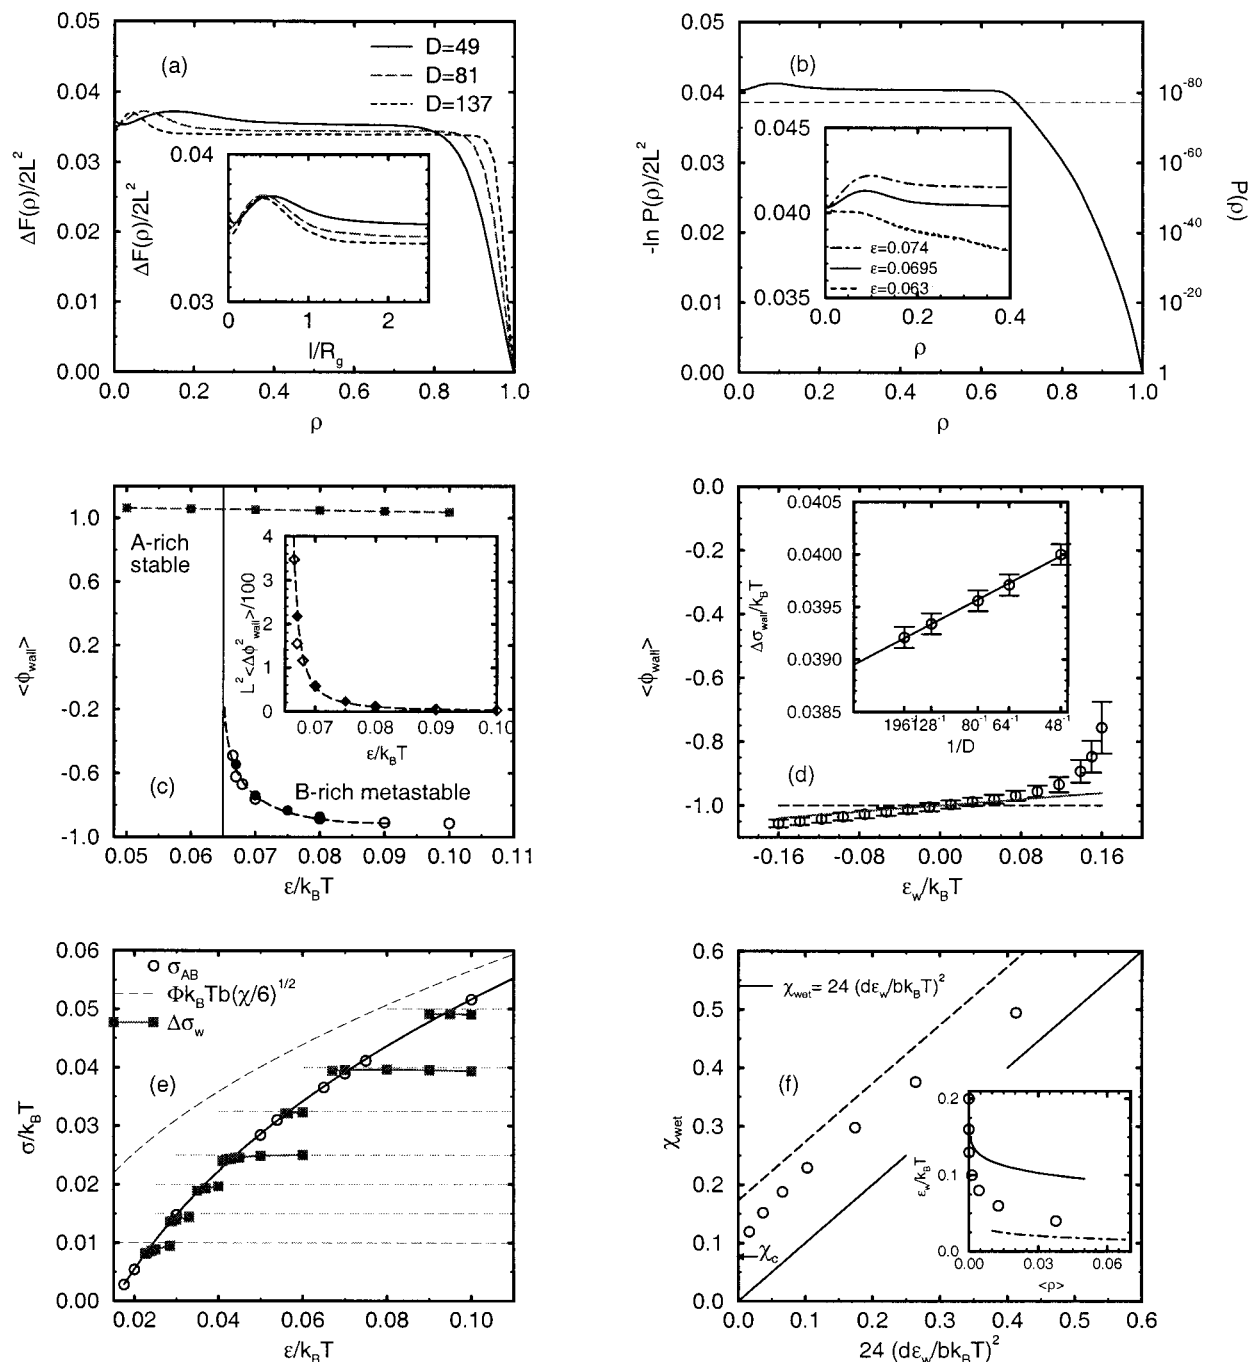 (a)
D=49
D=81
D=137
ΔF(ρ)/2L²
0.05
0.04
0.03
0.02
0.01
0.00
0.0 0.2 0.4 0.6 0.8 1.0
ρ
ΔF(ρ)/2L²
0.04
0.03
0 1 2
l/R_g
(b)
-ln P(ρ)/2L²
0.05
0.04
0.03
0.02
0.01
0.00
0.0 0.2 0.4 0.6 0.8 1.0
ρ
10⁻⁸⁰
10⁻⁶⁰
10⁻⁴⁰
10⁻²⁰
1
P(ρ)
0.045
0.040
0.035
0.0 0.2 0.4
ρ
ε=0.074
ε=0.0695
ε=0.063
(c)
<ϕ_wall>
1.0
0.6
0.2
-0.2
-0.6
-1.0
0.05 0.06 0.07 0.08 0.09 0.10 0.11
ε/k_BT
A-rich
stable
B-rich metastable
L²<Δϕ²_wall>/100
4
3
2
1
0
0.07 0.08 0.09 0.10
ε/k_BT
(d)
<ϕ_wall>
0.0
-0.2
-0.4
-0.6
-0.8
-1.0
-0.16 -0.08 0.00 0.08 0.16
ε_w/k_BT
Δσ_wall/k_BT
0.0405
0.0400
0.0395
0.0390
0.0385
196⁻¹ 128⁻¹ 80⁻¹ 64⁻¹ 48⁻¹
1/D
(e)
σ_AB
Φk_BTb(χ/6)^1/2
Δσ_w
σ/k_BT
0.06
0.05
0.04
0.03
0.02
0.01
0.00
0.02 0.04 0.06 0.08 0.10
ε/k_BT
(f)
χ_wet = 24 (dε_w/bk_BT)²
χ_wet
0.6
0.5
0.4
0.3
0.2
0.1
0.0
χ_c
0.0 0.1 0.2 0.3 0.4 0.5 0.6
24 (dε_w/bk_BT)²
ε_w/k_BT
0.2
0.1
0.0
0.00 0.03 0.06
<ρ>